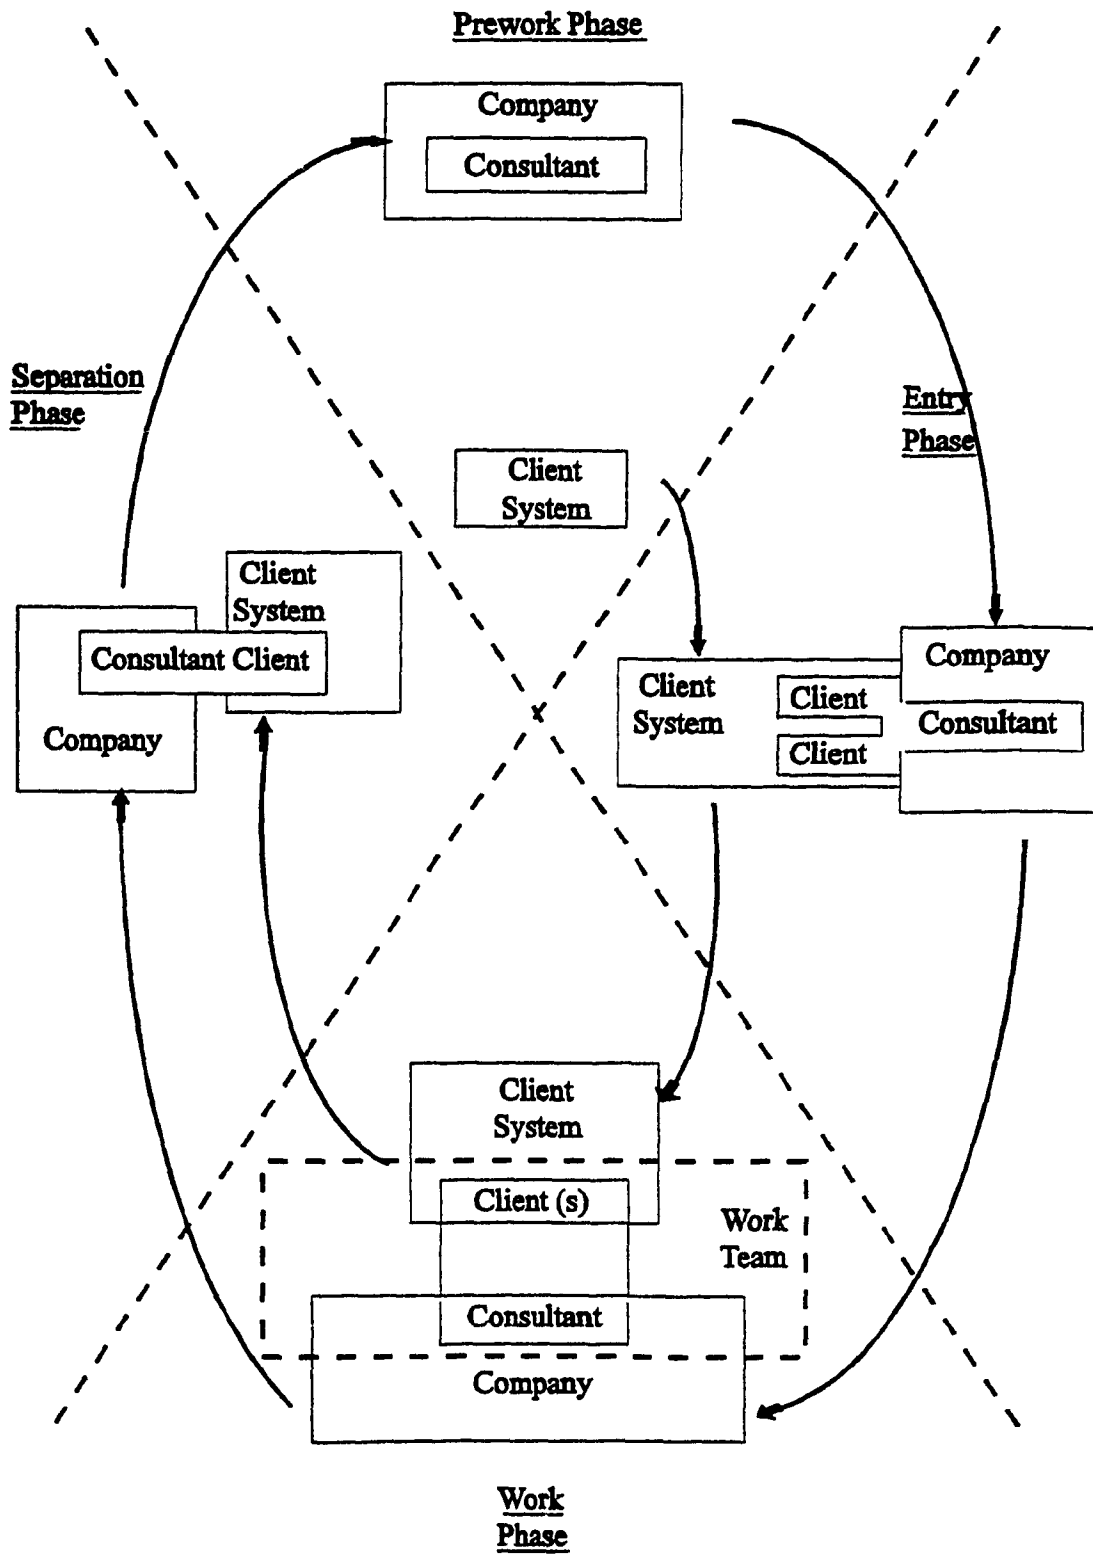 Prework Phase
Company
Consultant
Separation
Phase
Entry
Phase
Client
System
Client
System
Consultant Client
Company
Client
System
Client
Client
Company
Consultant
Client
System
Client (s)
Work
Team
Consultant
Company
Work
Phase